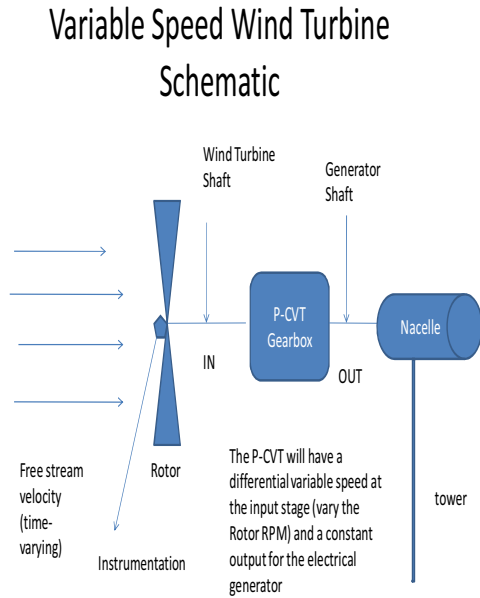 Variable Speed Wind Turbine
Schematic
Wind Turbine
Shaft
Generator
Shaft
P-CVT
Gearbox
Nacelle
IN
OUT
Free stream
velocity
(time-
varying)
Rotor
Instrumentation
The P-CVT will have a
differential variable speed at
the input stage (vary the
Rotor RPM) and a constant
output for the electrical
generator
tower